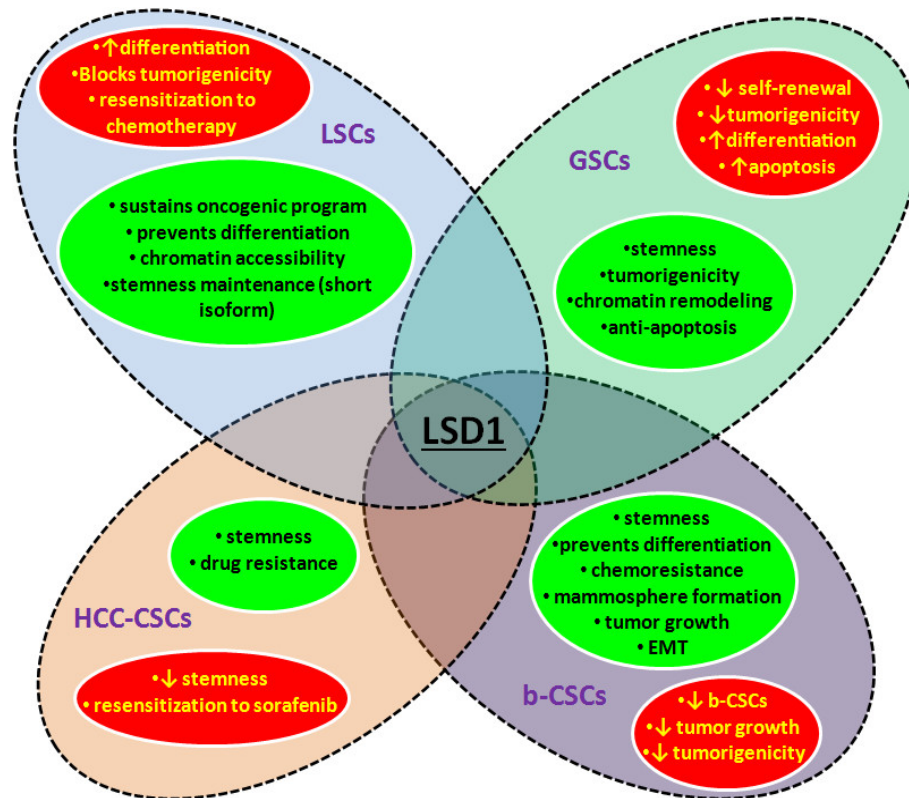 •↑differentiation
•Blocks tumorigenicity
• resensitization to
chemotherapy
LSCs
• sustains oncogenic program
• prevents differentiation
• chromatin accessibility
•stemness maintenance (short
isoform)
• ↓ self-renewal
•↓tumorigenicity
•↑differentiation
• ↑apoptosis
GSCs
•stemness
•tumorigenicity
•chromatin remodeling
•anti-apoptosis
LSD1
• stemness
• drug resistance
HCC-CSCs
•↓ stemness
• resensitization to sorafenib
• stemness
•prevents differentiation
• chemoresistance
• mammosphere formation
• tumor growth
• EMT
b-CSCs
•↓ b-CSCs
•↓ tumor growth
•↓ tumorigenicity